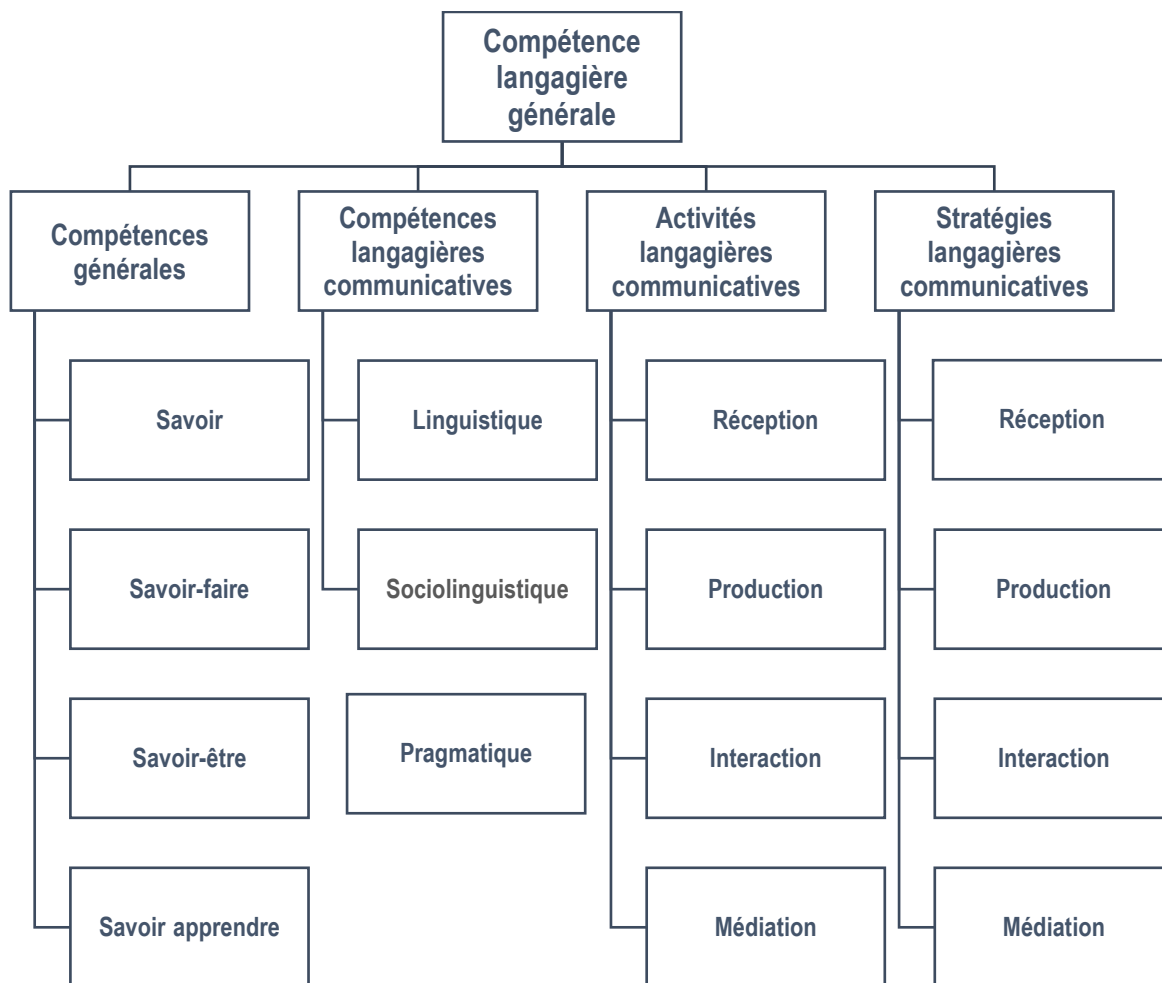 Compétence
langagière
générale
Compétences
générales
Compétences
langagières
communicatives
Activités
langagières
communicatives
Stratégies
langagières
communicatives
Savoir
Linguistique
Réception
Réception
Savoir-faire
Sociolinguistique
Production
Production
Savoir-être
Pragmatique
Interaction
Interaction
Savoir apprendre
Médiation
Médiation